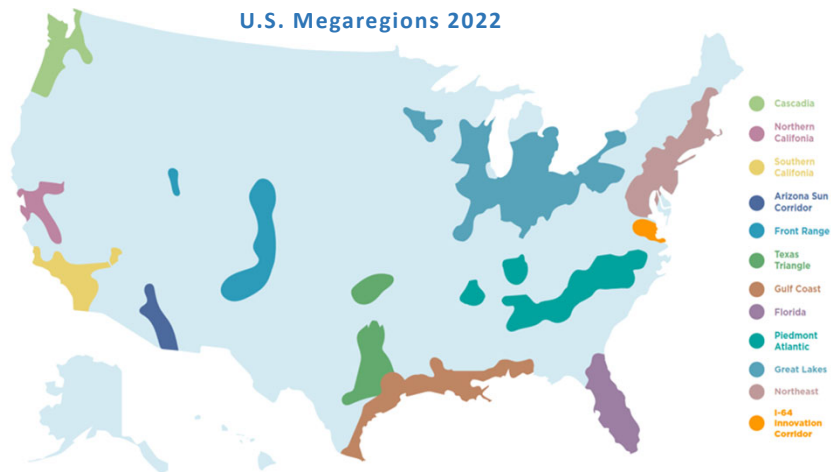 U.S. Megaregions 2022
Cascadia
Northern
Califonia
Southern
Califonia
Arizona Sun
Corridor
Front Range
Texas
Triangle
Gulf Coast
Florida
Piedmont
Atlantic
Great Lakes
Northeast
I-64
Innovation
Corridor